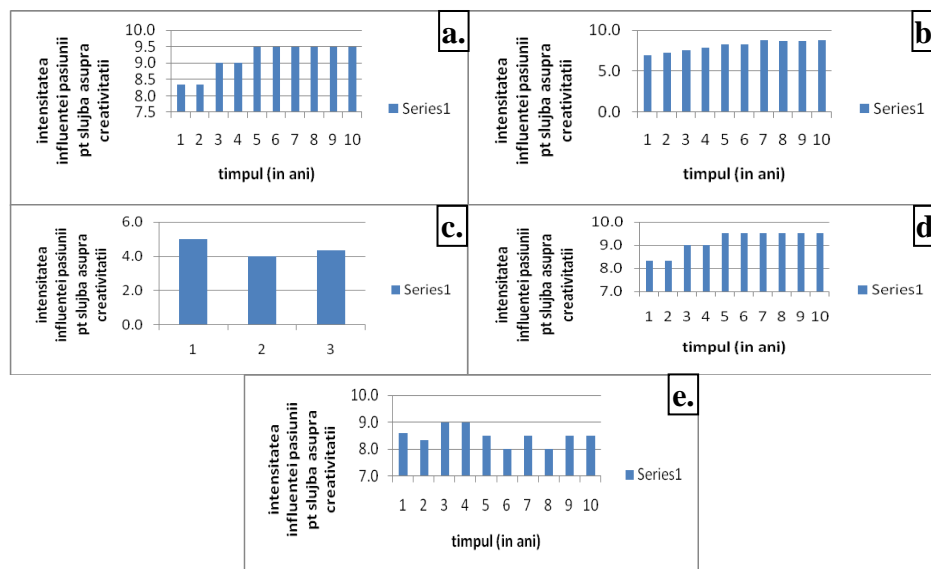 a.
intensitatea
influentei pasiunii
pt slujba asupra
creativitatii
10.0
9.5
9.0
8.5
8.0
7.5
1 2 3 4 5 6 7 8 9 10
timpul (in ani)
Series1
b
intensitatea
influentei pasiunii
pt slujba asupra
creativitatii
10.0
5.0
0.0
1 2 3 4 5 6 7 8 9 10
timpul (in ani)
Series1
c.
intensitatea
influentei pasiunii
pt slujba asupra
creativitatii
6.0
4.0
2.0
0.0
1 2 3
Series1
d
intensitatea
influentei pasiunii
pt slujba asupra
creativitatii
10.0
9.0
8.0
7.0
1 2 3 4 5 6 7 8 9 10
timpul (in ani)
Series1
e.
intensitatea
influentei pasiunii
pt slujba asupra
creativitatii
10.0
9.0
8.0
7.0
1 2 3 4 5 6 7 8 9 10
timpul (in ani)
Series1